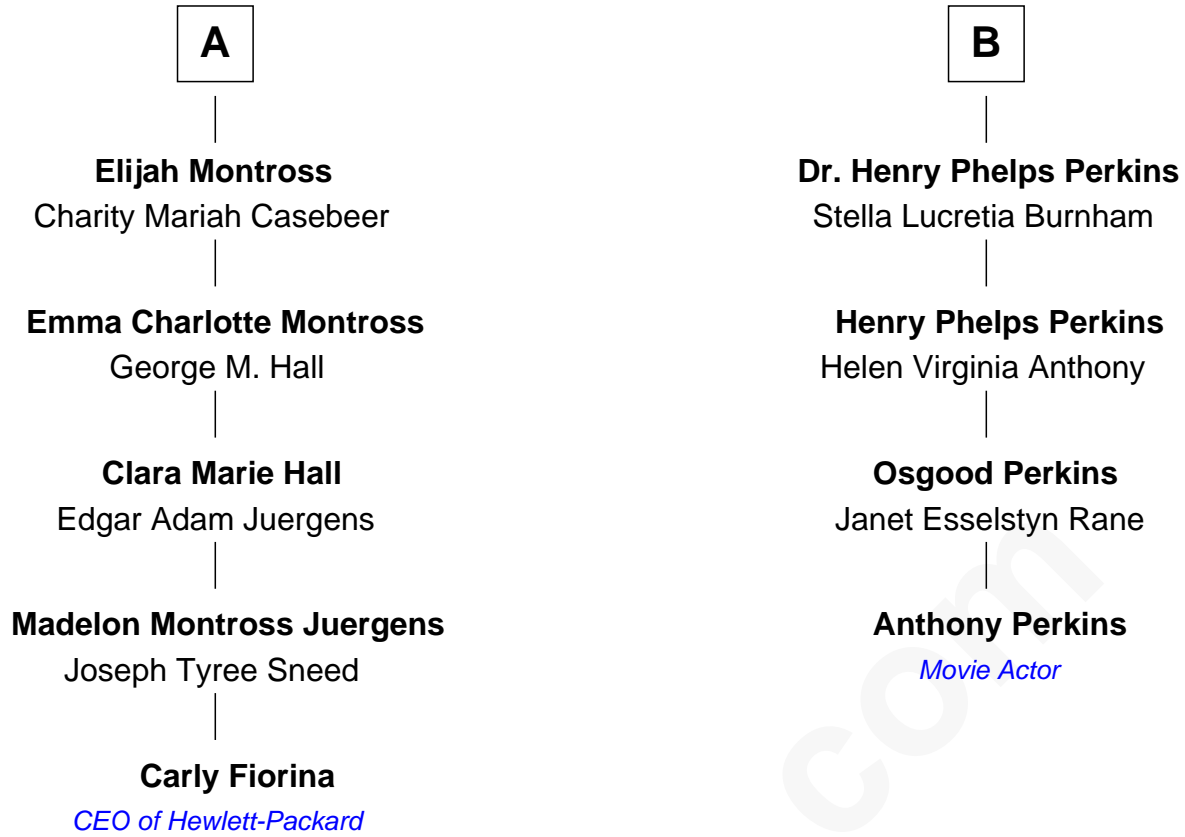 A
Elijah Montross
Charity Mariah Casebeer
Emma Charlotte Montross
George M. Hall
Clara Marie Hall
Edgar Adam Juergens
Madelon Montross Juergens
Joseph Tyree Sneed
Carly Fiorina
CEO of Hewlett-Packard
B
Dr. Henry Phelps Perkins
Stella Lucretia Burnham
Henry Phelps Perkins
Helen Virginia Anthony
Osgood Perkins
Janet Esselstyn Rane
Anthony Perkins
Movie Actor
com